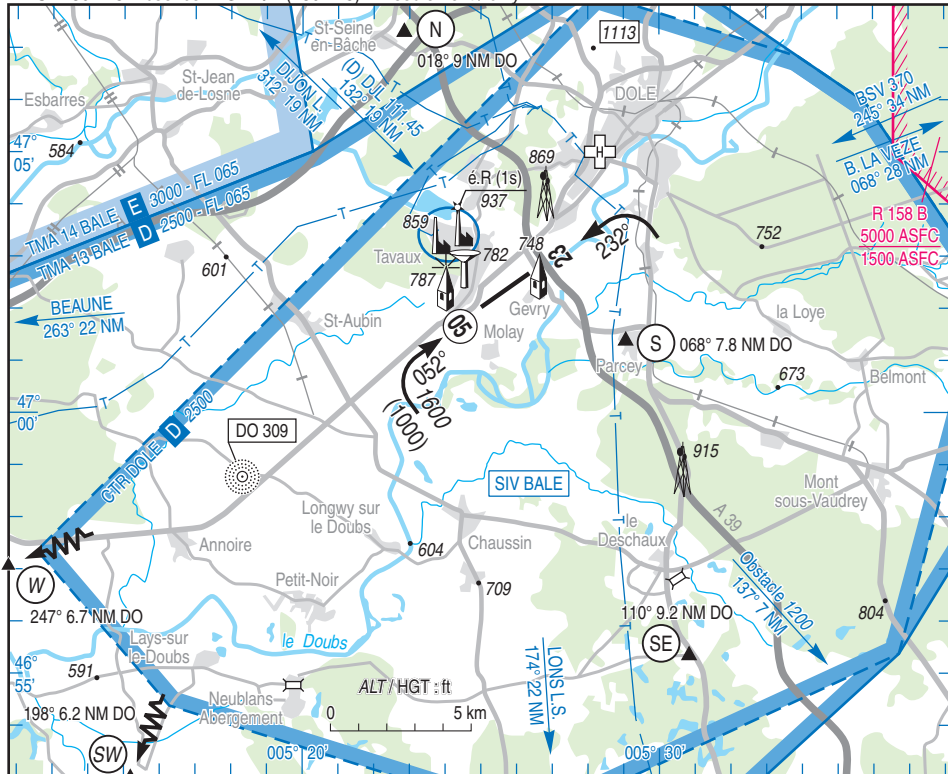 St-Seine
en-Bâche
N
018° 9 NM DO
1113
DOLE
St-Jean
de-Losne
Esbarres
584
47°
05'
DIJON L.
312° 19 NM
(D) DJL 111.45
132° 19 NM
BSV 370
245° 34 NM
B. LA VEZE
068° 28 NM
R 158 B
5000 ASFC
1500 ASFC
H
869
é.R (1s)
937
859
Tavaux
782
787
748
23
232°
752
TMA 14 BALE E 3000 - FL 065
TMA 13 BALE D 2500 - FL 065
601
BEAUNE
263° 22 NM
St-Aubin
05
Molay
Gevry
la Loye
S
068° 7.8 NM DO
Parcey
673
Belmont
052°
1600
(1000)
47°
00'
CTR DOLE D 2500
DO 309
915
SIV BALE
Mont
sous-Vaudrey
Longwy sur
le Doubs
A 39
Annoire
604
Chaussin
le
Deschaux
Petit-Noir
709
Obstacle 1200
137° 7 NM
804
W
247° 6.7 NM DO
110° 9.2 NM DO
SE
le Doubs
Lays-sur
le-Doubs
46°
55'
591
Neublans
Abergement
ALT / HGT : ft
LONS L.S.
174° 22 NM
0
5 km
198° 6.2 NM DO
SW
005° 20'
005° 30'
T
T
T
T
T
T
T
T
T
T
T
T